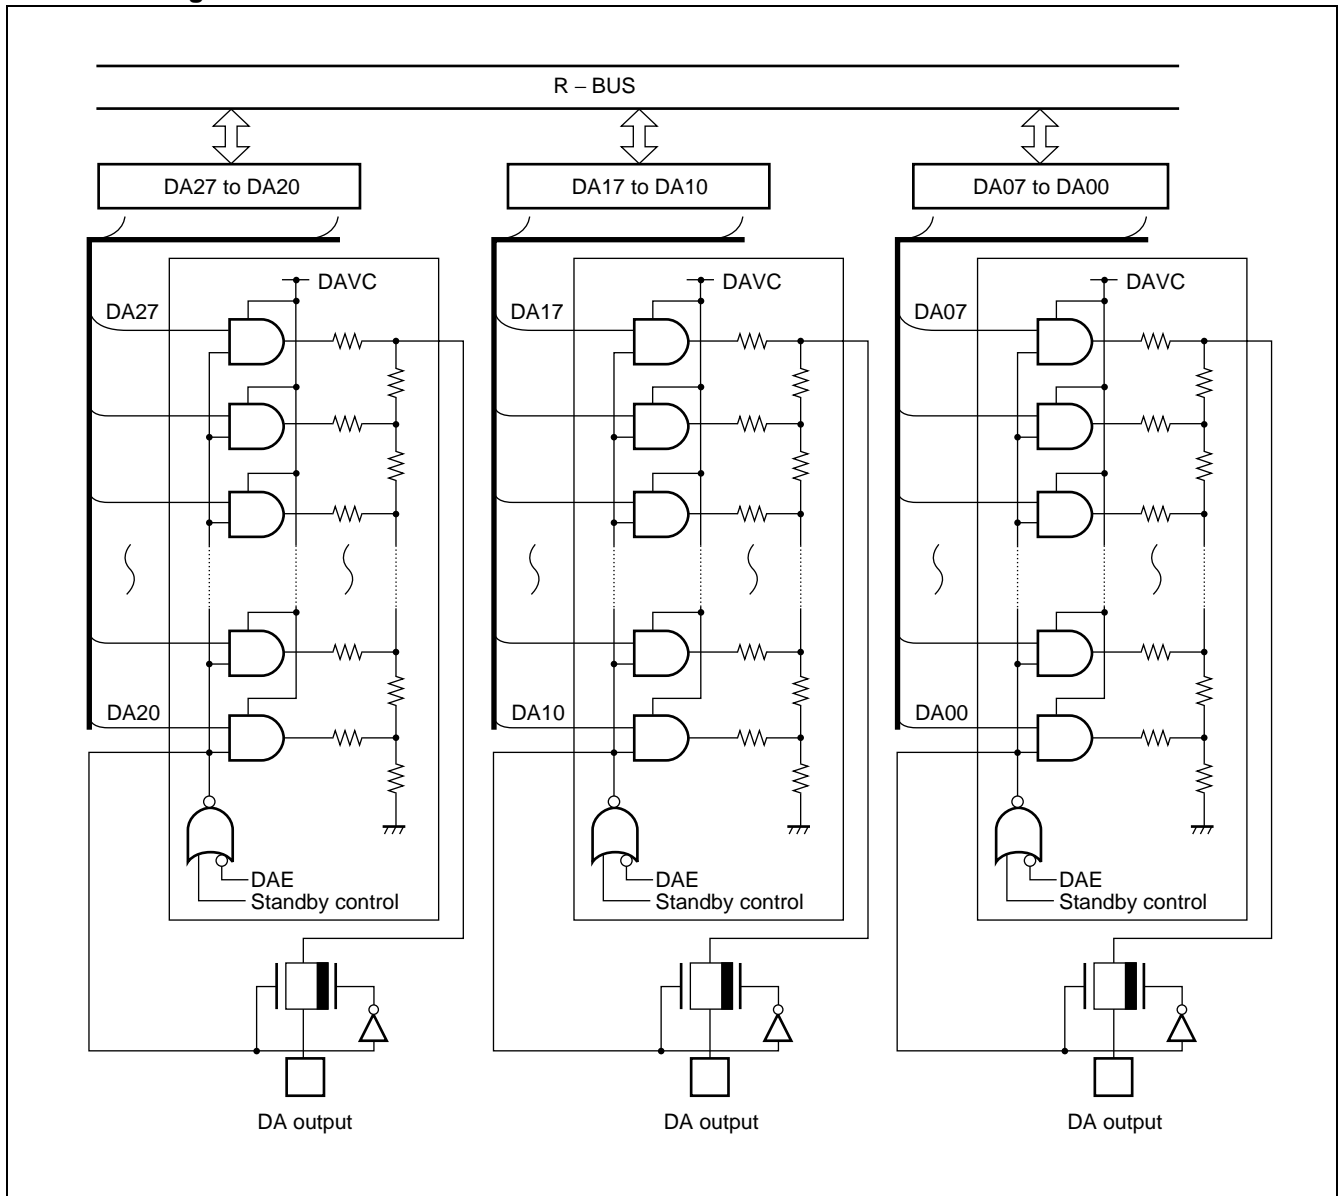 R – BUS
DA27 to DA20
DA17 to DA10
DA07 to DA00
DAVC
DAVC
DAVC
DA27
DA17
DA07
DA20
DA10
DA00
DAE
Standby control
DAE
Standby control
DAE
Standby control
DA output
DA output
DA output